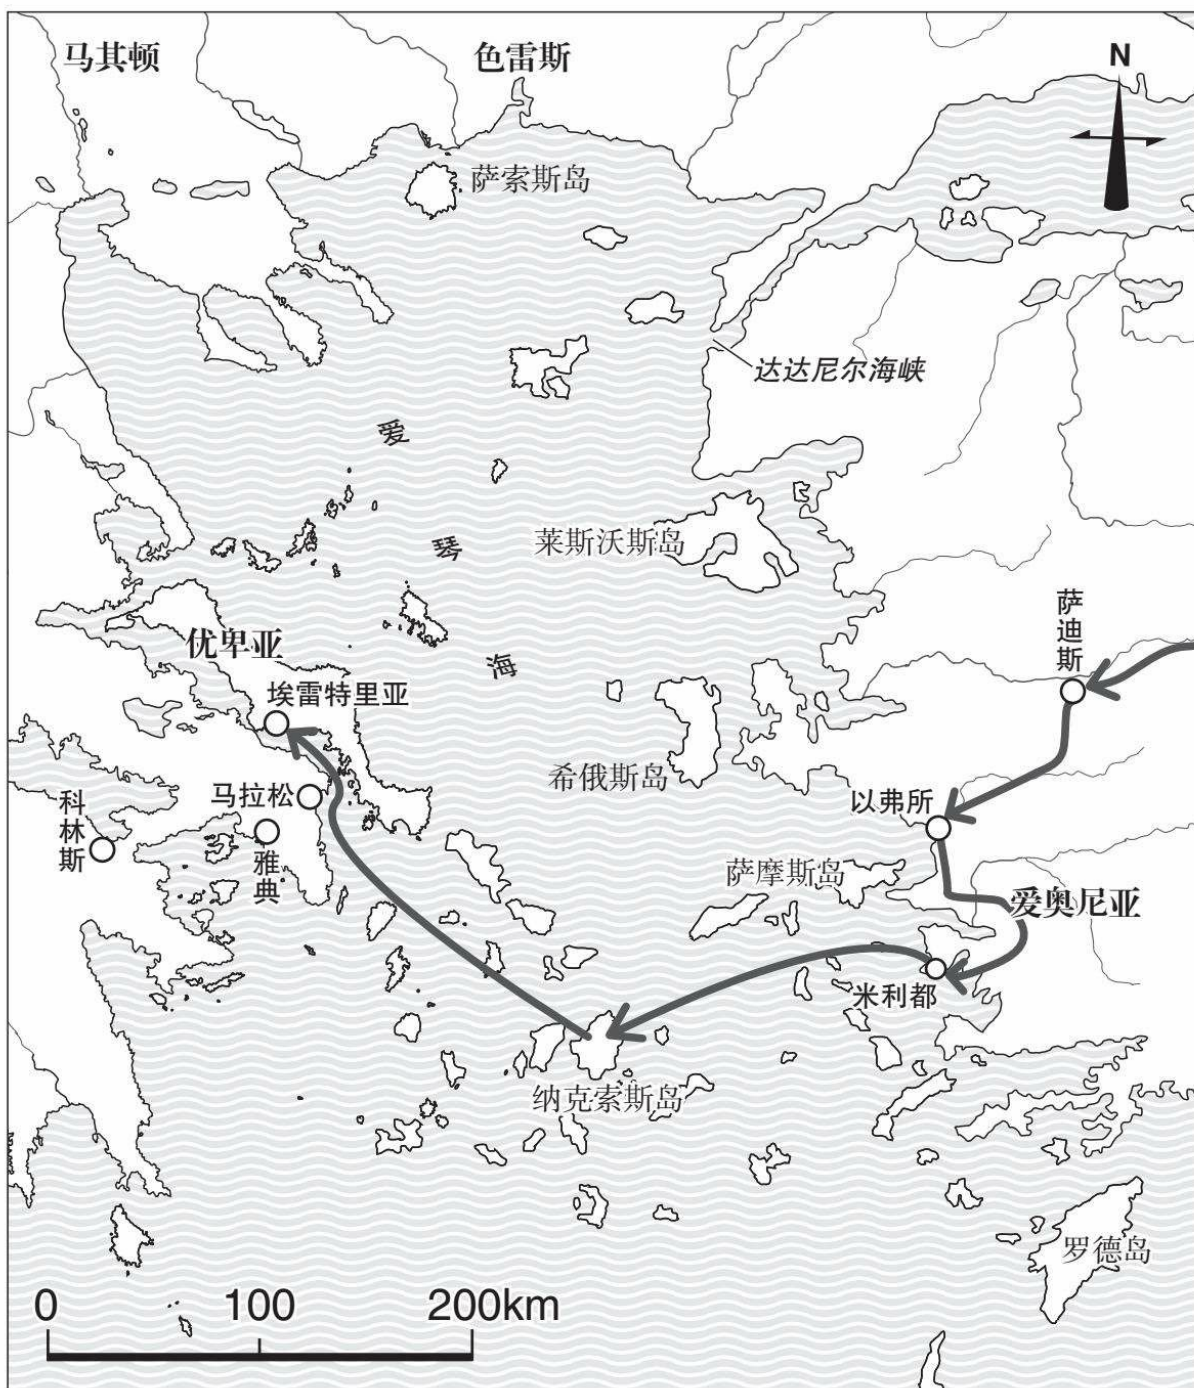 马其顿
色雷斯
N
萨索斯岛
达达尼尔海峡
爱琴海
莱斯沃斯岛
萨迪斯
优卑亚
埃雷特里亚
希俄斯岛
马拉松
科林斯
雅典
以弗所
萨摩斯岛
爱奥尼亚
米利都
纳克索斯岛
罗德岛
0 100 200km